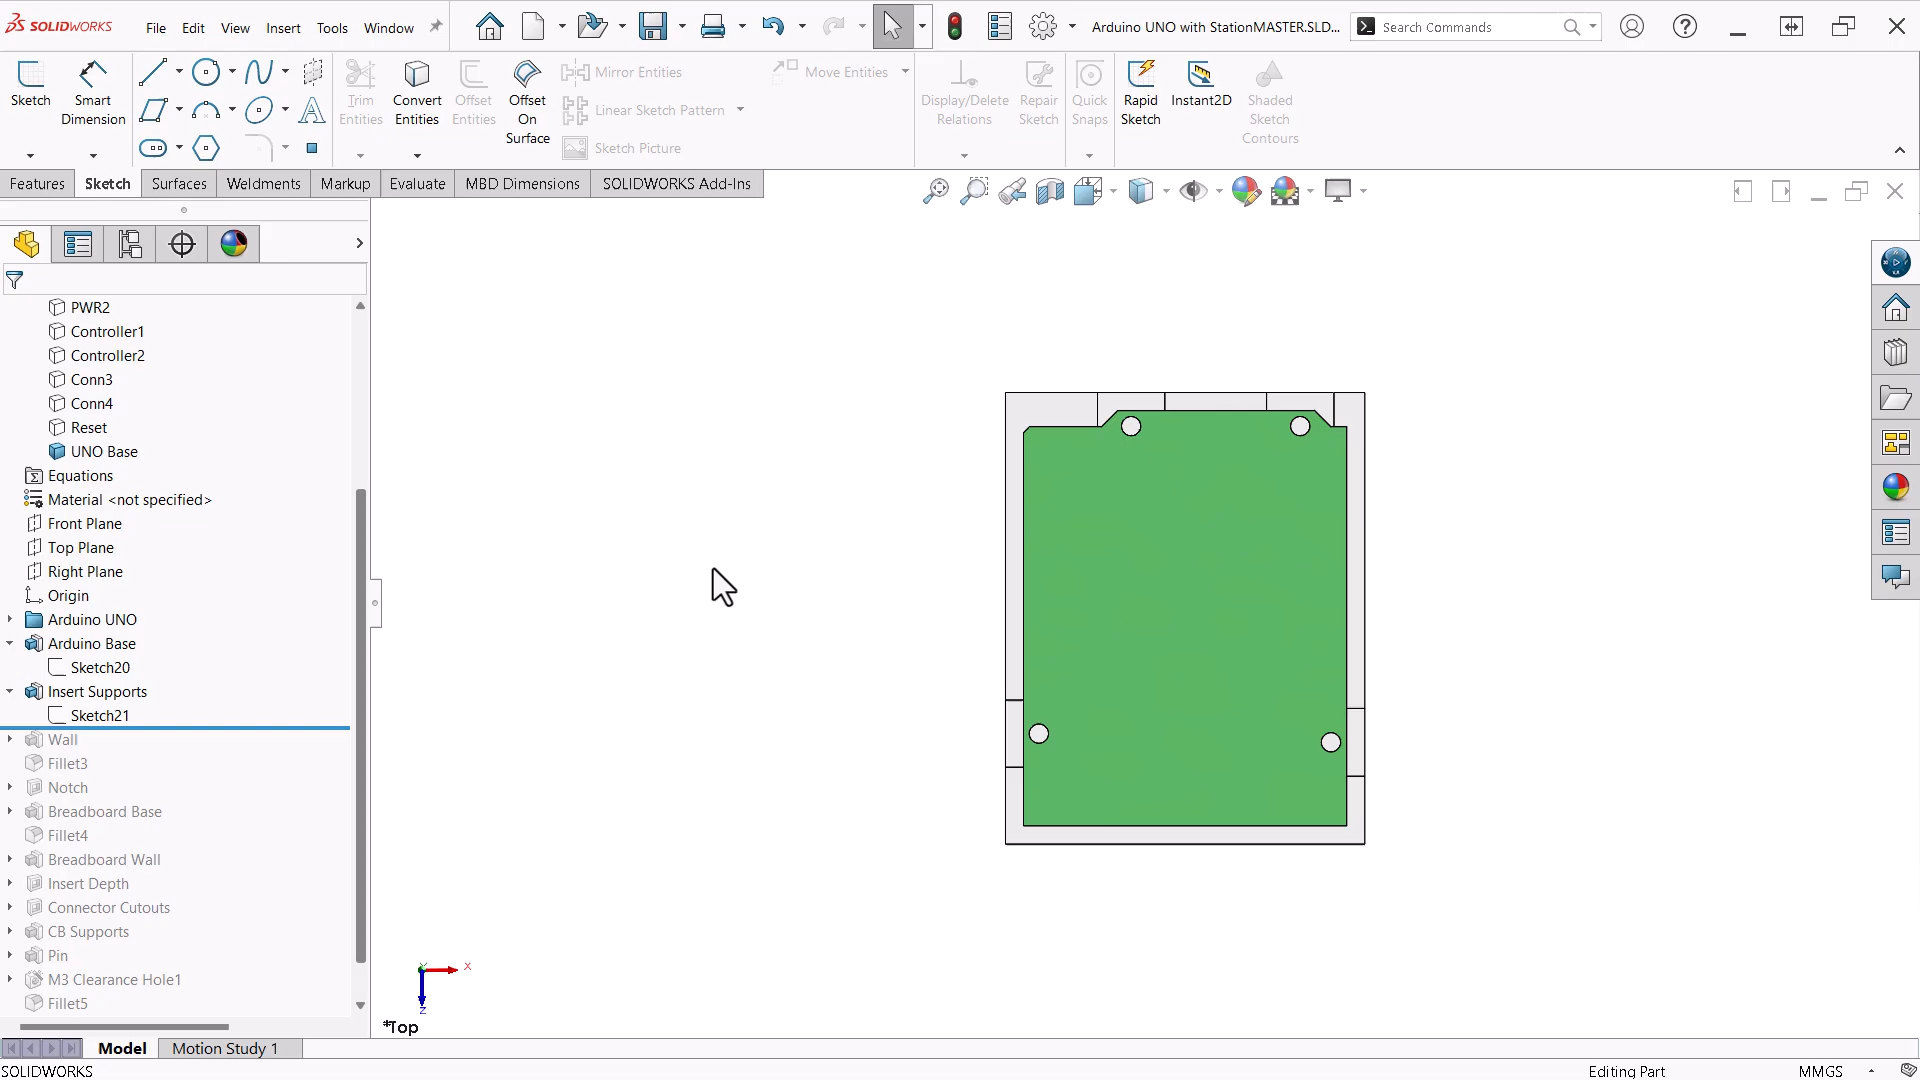 SOLIDWORKS
File Edit View Insert Tools Window
Arduino UNO with StationMASTER.SLD...
Search Commands
Sketch
Smart
Dimension
Trim
Entities
Convert
Entities
Offset
Entities
Offset
On
Surface
Mirror Entities
Linear Sketch Pattern
Sketch Picture
Move Entities
Display/Delete
Relations
Repair
Sketch
Quick
Snaps
Rapid
Sketch
Instant2D
Shaded
Sketch
Contours
Features Sketch Surfaces Weldments Markup Evaluate MBD Dimensions SOLIDWORKS Add-Ins
PWR2
Controller1
Controller2
Conn3
Conn4
Reset
UNO Base
Equations
Material <not specified>
Front Plane
Top Plane
Right Plane
Origin
Arduino UNO
Arduino Base
Sketch20
Insert Supports
Sketch21
Wall
Fillet3
Notch
Breadboard Base
Fillet4
Breadboard Wall
Insert Depth
Connector Cutouts
CB Supports
Pin
M3 Clearance Hole1
Fillet5
Y
X
Z
*Top
Model Motion Study 1
SOLIDWORKS
Editing Part
MMGS